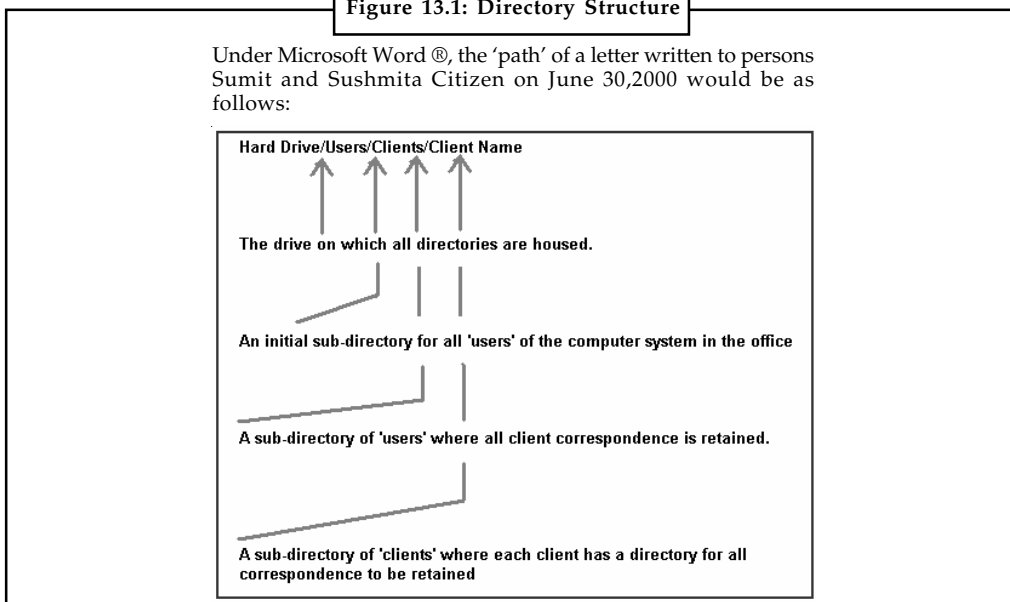 Figure 13.1: Directory Structure
Under Microsoft Word ®, the ‘path’ of a letter written to persons
Sumit and Sushmita Citizen on June 30,2000 would be as
follows:
Hard Drive/Users/Clients/Client Name
The drive on which all directories are housed.
An initial sub-directory for all 'users' of the computer system in the office
A sub-directory of 'users' where all client correspondence is retained.
A sub-directory of 'clients' where each client has a directory for all
correspondence to be retained